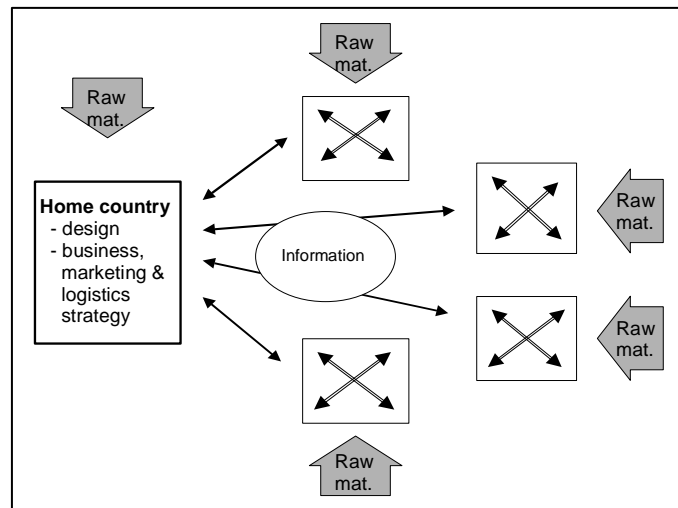 Raw
mat.
Raw
mat.
Home country
- design
- business,
marketing &
logistics
strategy
Information
Raw
mat.
Raw
mat.
Raw
mat.